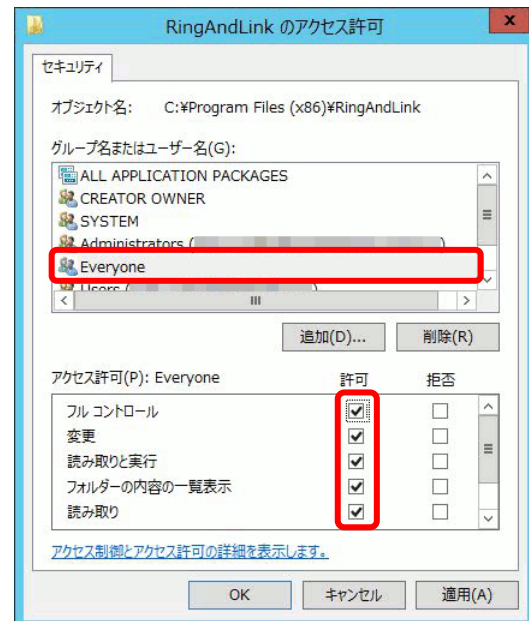 RingAndLink のアクセス許可
x
セキュリティ
オブジェクト名: C:¥Program Files (x86)¥RingAndLink
グループ名またはユーザー名(G):
ALL APPLICATION PACKAGES
CREATOR OWNER
SYSTEM
Administrators (
Everyone
Users (
追加(D)... 削除(R)
アクセス許可(P): Everyone 許可 拒否
フル コントロール
変更
読み取りと実行
フォルダーの内容の一覧表示
読み取り
アクセス制御とアクセス許可の詳細を表示します。
OK キャンセル 適用(A)